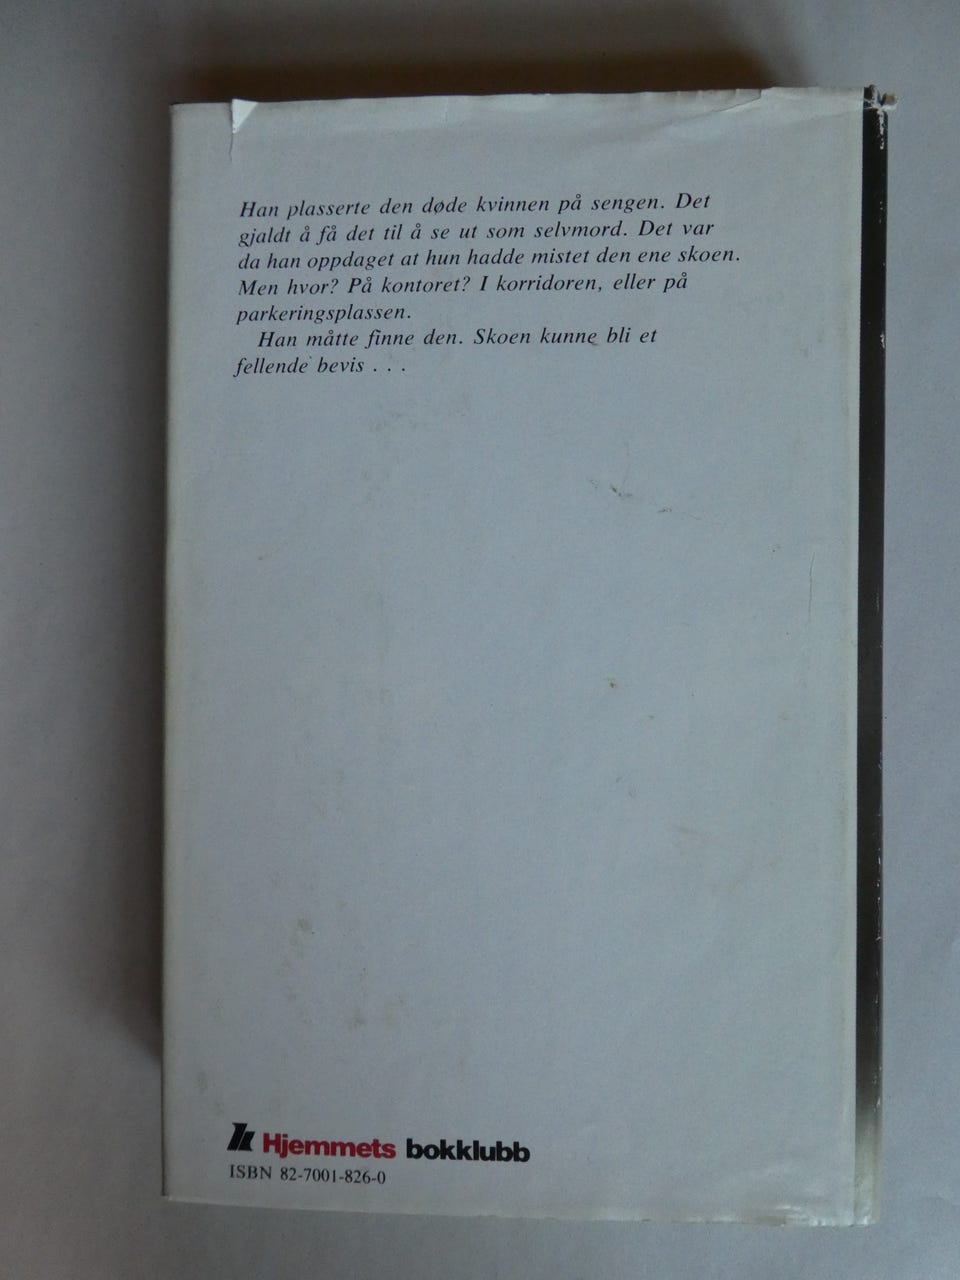 Han plasserte den døde kvinnen på sengen. Det
gjaldt å få det til å se ut som selvmord. Det var
da han oppdaget at hun hadde mistet den ene skoen.
Men hvor? På kontoret? I korridoren, eller på
parkeringsplassen.
Han måtte finne den. Skoen kunne bli et
fellende bevis . . .
Hjemmets bokklubb
ISBN 82-7001-826-0